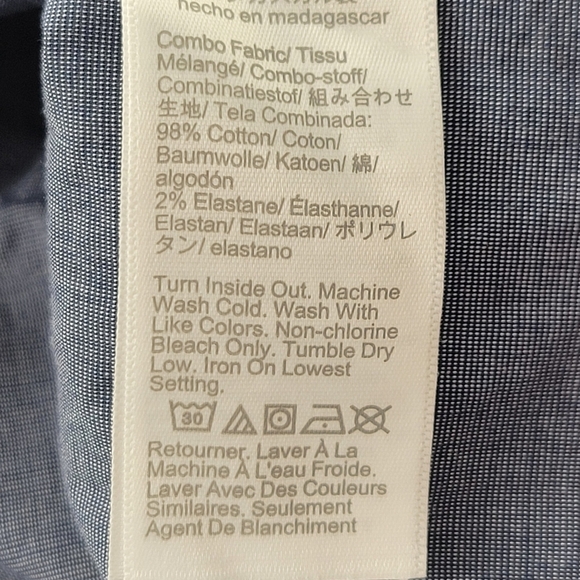 hecho en madagascar
Combo Fabric/ Tissu
Mélangé/ Combo-stoff/
Combinatiestof/ 組み合わせ
生地/ Tela Combinada:
98% Cotton/ Coton/
Baumwolle/ Katoen/ 綿/
algodón
2% Elastane/ Élasthanne/
Elastan/ Elastaan/ ポリウレ
タン/ elastano
Turn Inside Out. Machine
Wash Cold. Wash With
Like Colors. Non-chlorine
Bleach Only. Tumble Dry
Low. Iron On Lowest
Setting.
30
Retourner. Laver À La
Machine À L'eau Froide.
Laver Avec Des Couleurs
Similaires. Seulement
Agent De Blanchiment